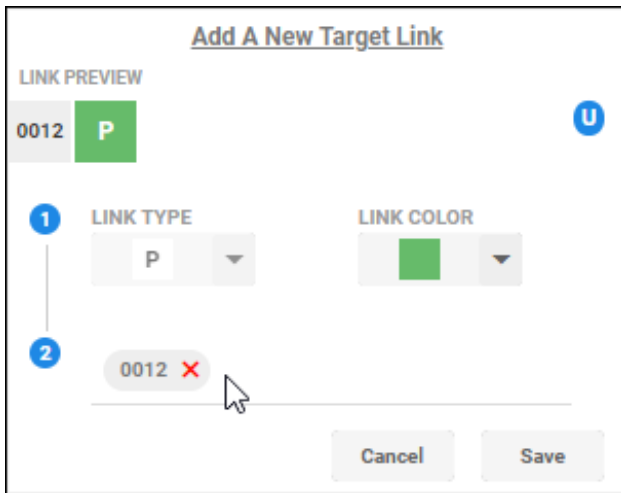 Add A New Target Link
LINK PREVIEW
0012 P
U
1 LINK TYPE LINK COLOR
P
2
0012 ✕
Cancel Save